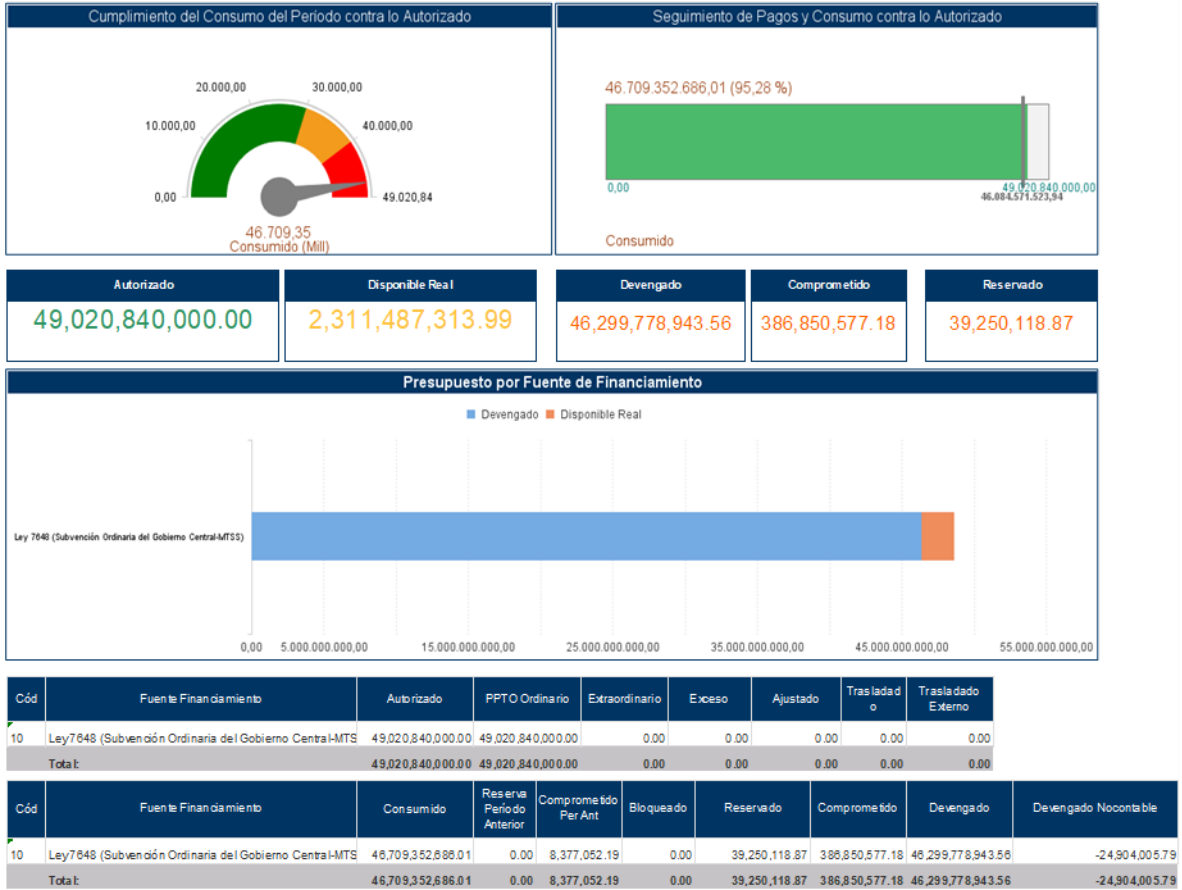 Cumplimiento del Consumo del Período contra lo Autorizado
Seguimiento de Pagos y Consumo contra lo Autorizado
20.000,00
30.000,00
10.000,00
40.000,00
0,00
49.020,84
46.709,35
Consumido (Mill)
46.709.352.686,01 (95,28 %)
0,00
49.020.840.000,00
46.084.571.523,94
Consumido
Autorizado
49,020,840,000.00
Disponible Real
2,311,487,313.99
Devengado
46,299,778,943.56
Comprometido
386,850,577.18
Reservado
39,250,118.87
Presupuesto por Fuente de Financiamiento
Devengado Disponible Real
Ley 7648 (Subvención Ordinaria del Gobierno Central-MTSS)
0,00 5.000.000.000,00 15.000.000.000,00 25.000.000.000,00 35.000.000.000,00 45.000.000.000,00 55.000.000.000,00
Cód Fuente Financiamiento Autorizado PPTO Ordinario Extraordinario Exceso Ajustado Trasladad
o Trasladado
Externo
10 Ley7648 (Subvención Ordinaria del Gobierno Central-MTS 49,020,840,000.00 49,020,840,000.00 0.00 0.00 0.00 0.00 0.00
Total: 49,020,840,000.00 49,020,840,000.00 0.00 0.00 0.00 0.00 0.00
Cód Fuente Financiamiento Consumido Reserva
Período
Anterior Comprometido
Per Ant Bloqueado Reservado Comprometido Devengado Devengado Nocontable
10 Ley7648 (Subvención Ordinaria del Gobierno Central-MTS 46,709,352,686.01 0.00 8,377,052.19 0.00 39,250,118.87 386,850,577.18 46,299,778,943.56 -24,904,005.79
Total: 46,709,352,686.01 0.00 8,377,052.19 0.00 39,250,118.87 386,850,577.18 46,299,778,943.56 -24,904,005.79